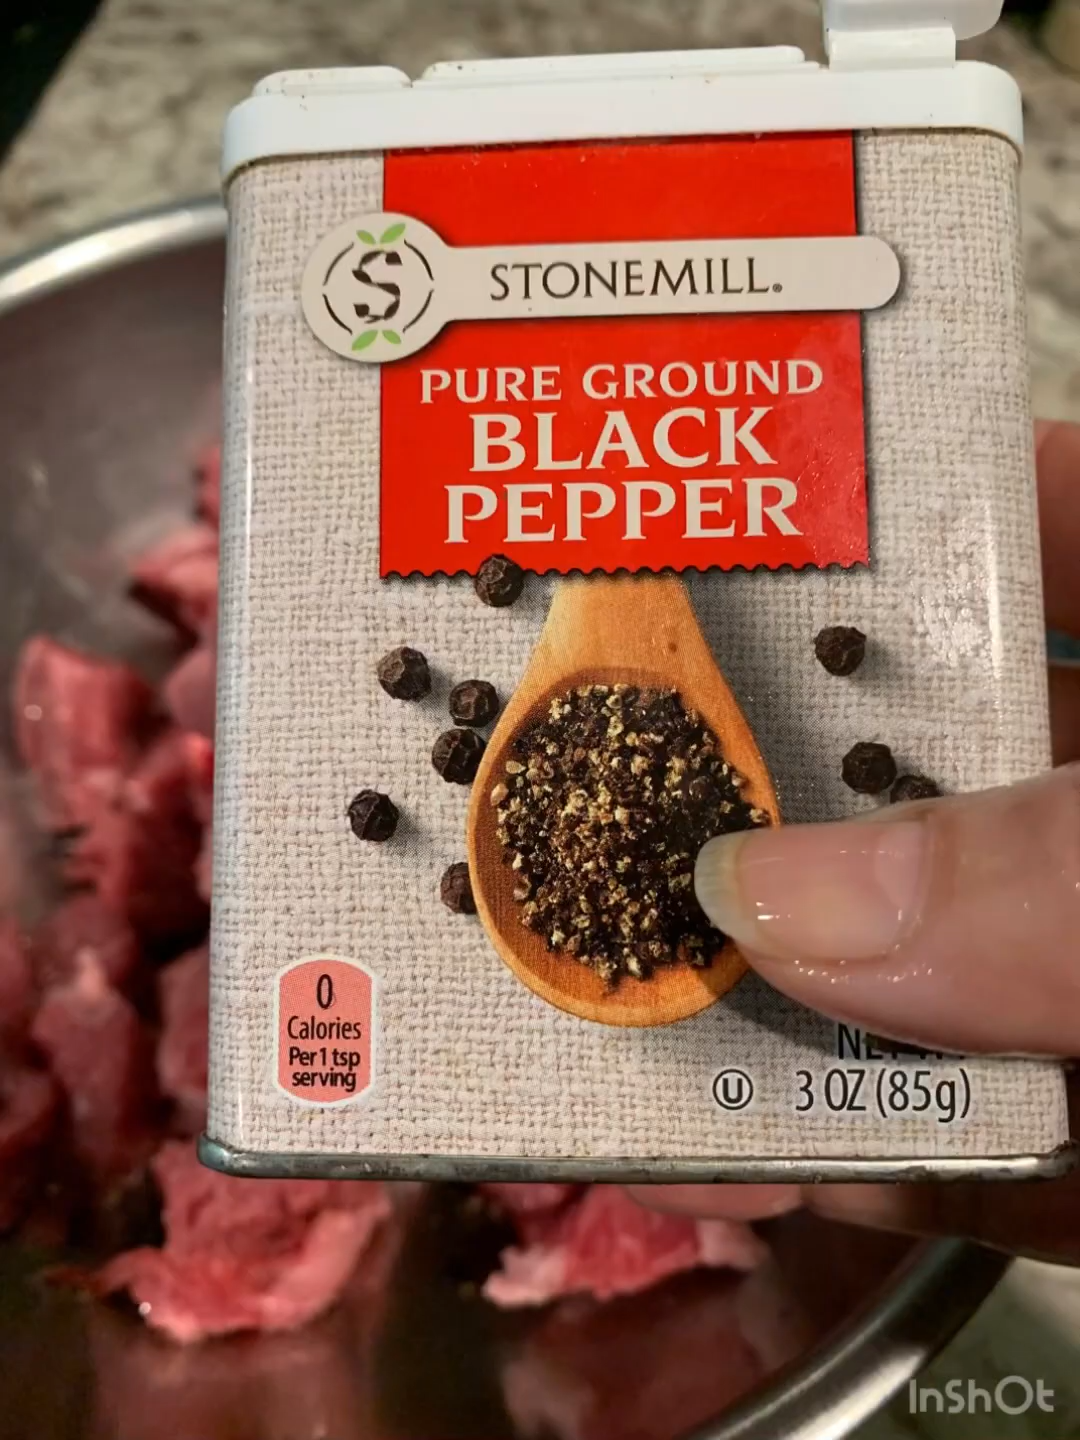 S
STONEMILL®
PURE GROUND
BLACK
PEPPER
0
Calories
Per 1 tsp
serving
U
3 OZ (85g)
InShOt